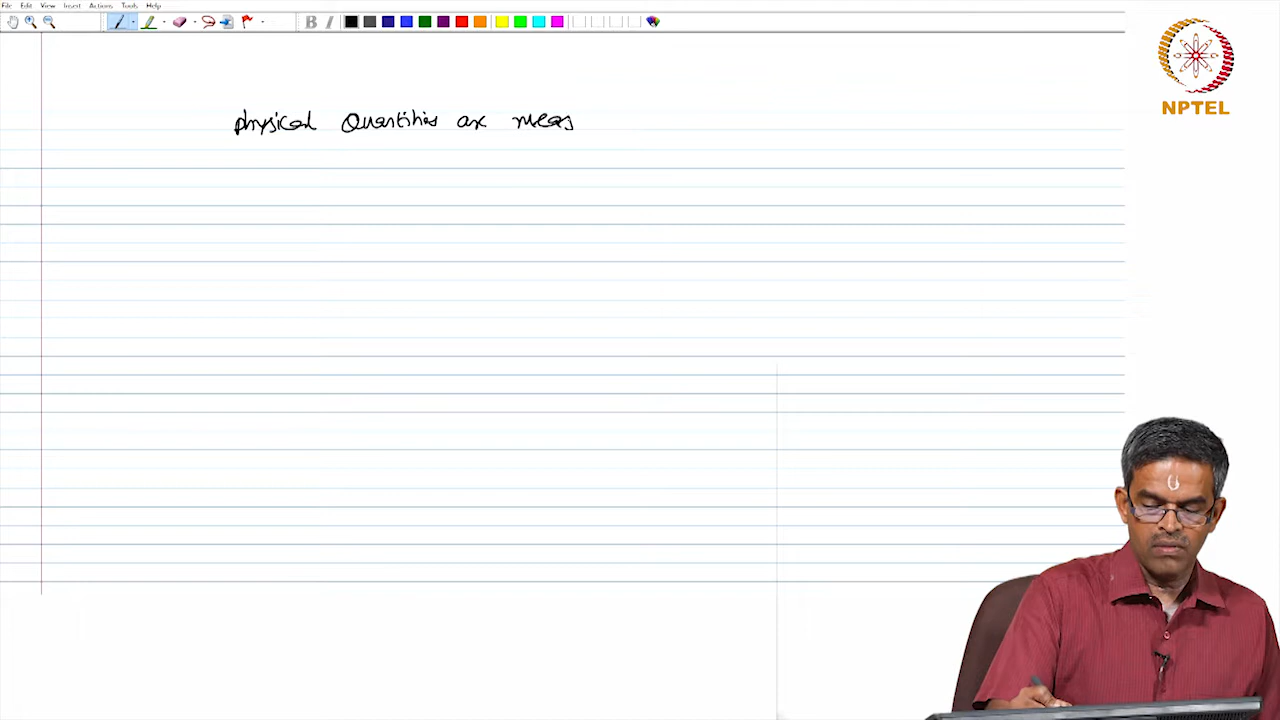 File Edit View Insert Actions Tools Help
B I
NPTEL
physical Quantities are meas